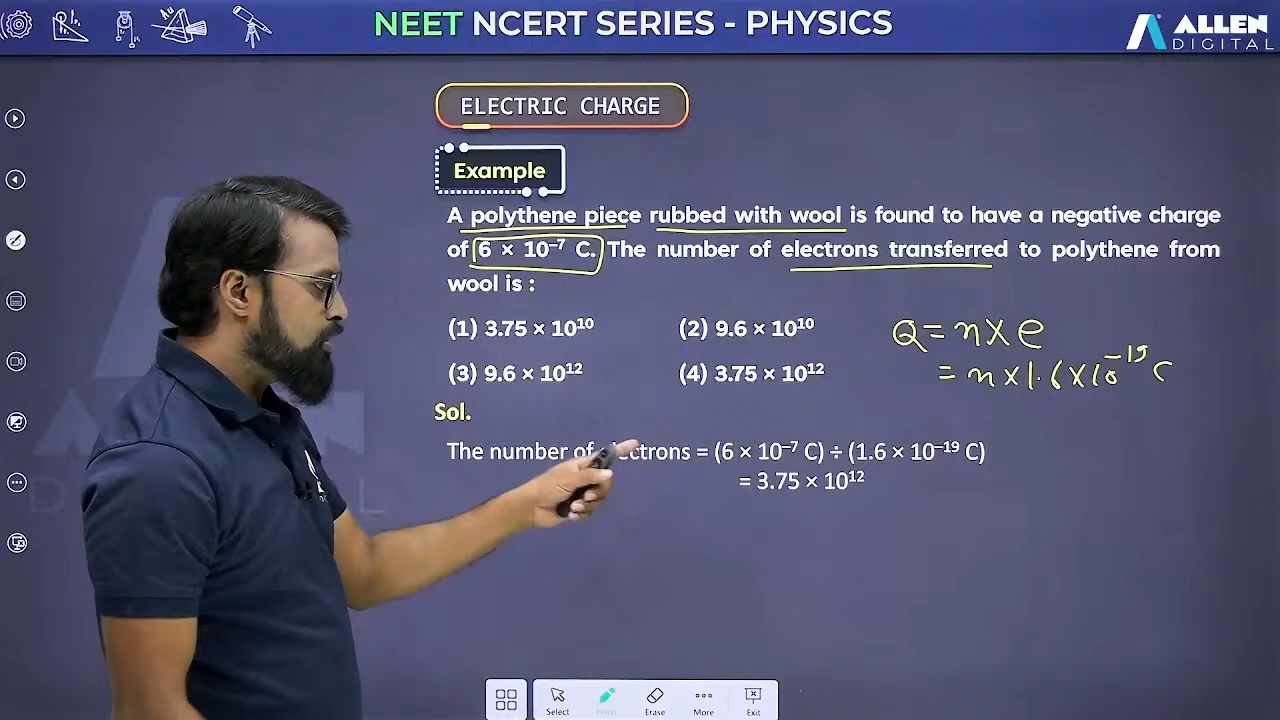 NEET NCERT SERIES - PHYSICS
ALLEN
DIGITAL
ELECTRIC CHARGE
Example
A polythene piece rubbed with wool is found to have a negative charge
of 6 × 10⁻⁷ C. The number of electrons transferred to polythene from
wool is :
(1) 3.75 × 10¹⁰ (2) 9.6 × 10¹⁰
(3) 9.6 × 10¹² (4) 3.75 × 10¹²
Q = n × e
= n × 1.6 × 10⁻¹⁹ C
Sol.
The number of electrons = (6 × 10⁻⁷ C) ÷ (1.6 × 10⁻¹⁹ C)
= 3.75 × 10¹²
Select Erase More Exit